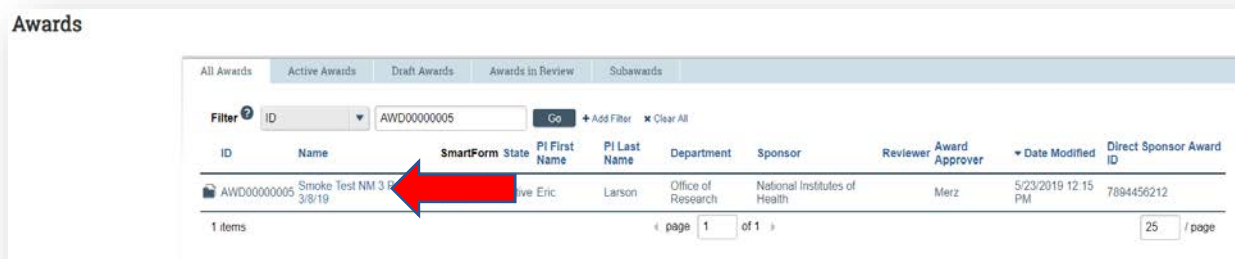 Awards
All Awards Active Awards Draft Awards Awards in Review Subawards
Filter ? ID AWD00000005 Go + Add Filter × Clear All
ID Name SmartForm State PI First Name PI Last Name Department Sponsor Reviewer Award Approver Date Modified Direct Sponsor Award ID
AWD00000005 Smoke Test NM 3 3/8/19 Eric Larson Office of Research National Institutes of Health Merz 5/23/2019 12:15 PM 7894456212
1 items page 1 of 1 25 / page